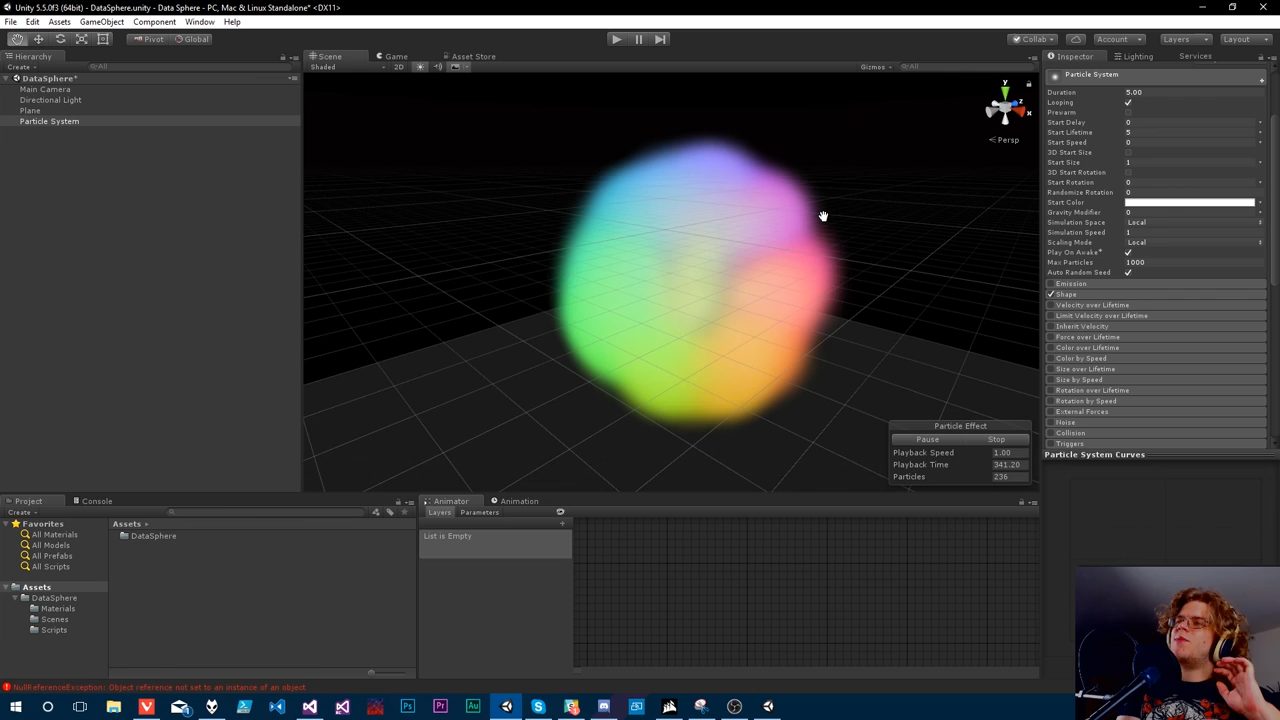 Unity 5.5.0f3 (64bit) - DataSphere.unity - Data Sphere - PC, Mac & Linux Standalone* <DX11>
File Edit Assets GameObject Component Window Help
Pivot Global
Collab Account Layers Layout
Hierarchy
Create All
DataSphere*
Main Camera
Directional Light
Plane
Particle System
Scene Game Asset Store
Shaded 2D Gizmos All
y
z
x
Persp
Particle Effect
Pause Stop
Playback Speed 1.00
Playback Time 341.20
Particles 236
Inspector Lighting Services
Particle System
Duration 5.00
Looping
Prewarm
Start Delay 0
Start Lifetime 5
Start Speed 0
3D Start Size
Start Size 1
3D Start Rotation
Start Rotation 0
Randomize Rotation 0
Start Color
Gravity Modifier 0
Simulation Space Local
Simulation Speed 1
Scaling Mode Local
Play On Awake*
Max Particles 1000
Auto Random Seed
Emission
Shape
Velocity over Lifetime
Limit Velocity over Lifetime
Inherit Velocity
Force over Lifetime
Color over Lifetime
Color by Speed
Size over Lifetime
Size by Speed
Rotation over Lifetime
Rotation by Speed
External Forces
Noise
Collision
Triggers
Particle System Curves
Project Console
Create
Favorites
All Materials
All Models
All Prefabs
All Scripts
Assets
DataSphere
Materials
Scenes
Scripts
Assets
DataSphere
Animator Animation
Layers Parameters
List is Empty
NullReferenceException: Object reference not set to an instance of an object
Ps Pr Au